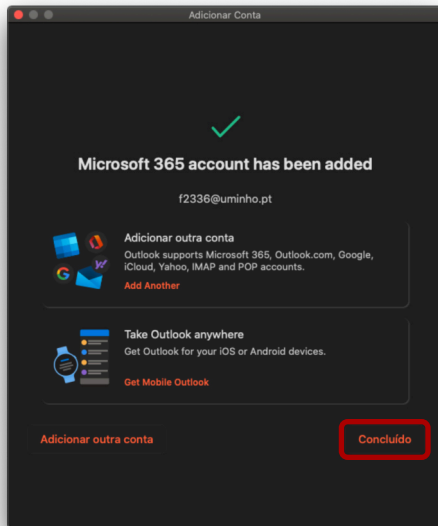 Adicionar Conta
Microsoft 365 account has been added
f2336@uminho.pt
Adicionar outra conta
Outlook supports Microsoft 365, Outlook.com, Google,
iCloud, Yahoo, IMAP and POP accounts.
Add Another
Take Outlook anywhere
Get Outlook for your iOS or Android devices.
Get Mobile Outlook
Adicionar outra conta
Concluído